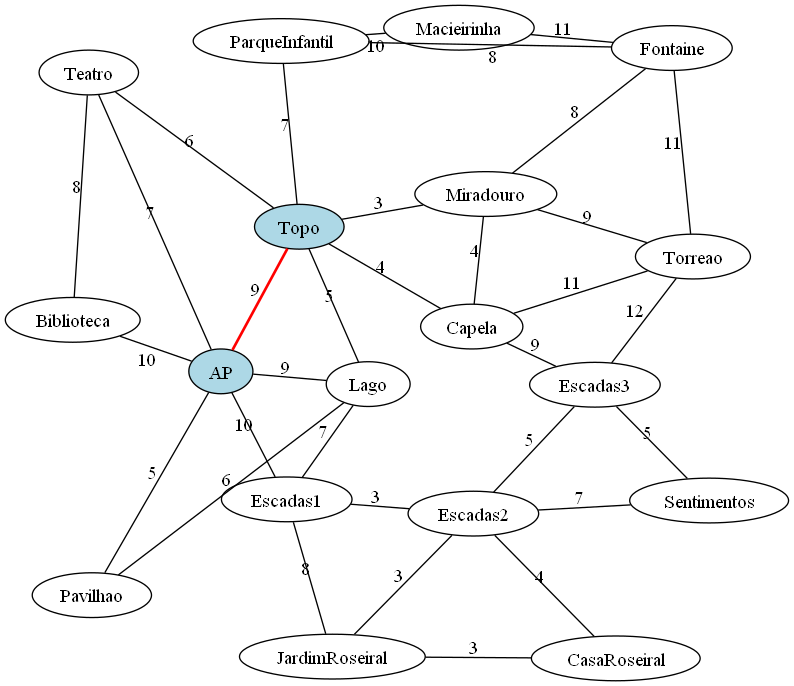 Macieirinha
ParqueInfantil
11
Fontaine
10
8
Teatro
8
7
6
11
8
7
Miradouro
3
9
Topo
4
Torreao
4
11
9
5
12
Biblioteca
Capela
9
10
AP
9
Lago
Escadas3
10
7
5
5
5
6
Escadas1
3
Escadas2
7
Sentimentos
8
3
4
Pavilhao
JardimRoseiral
3
CasaRoseiral